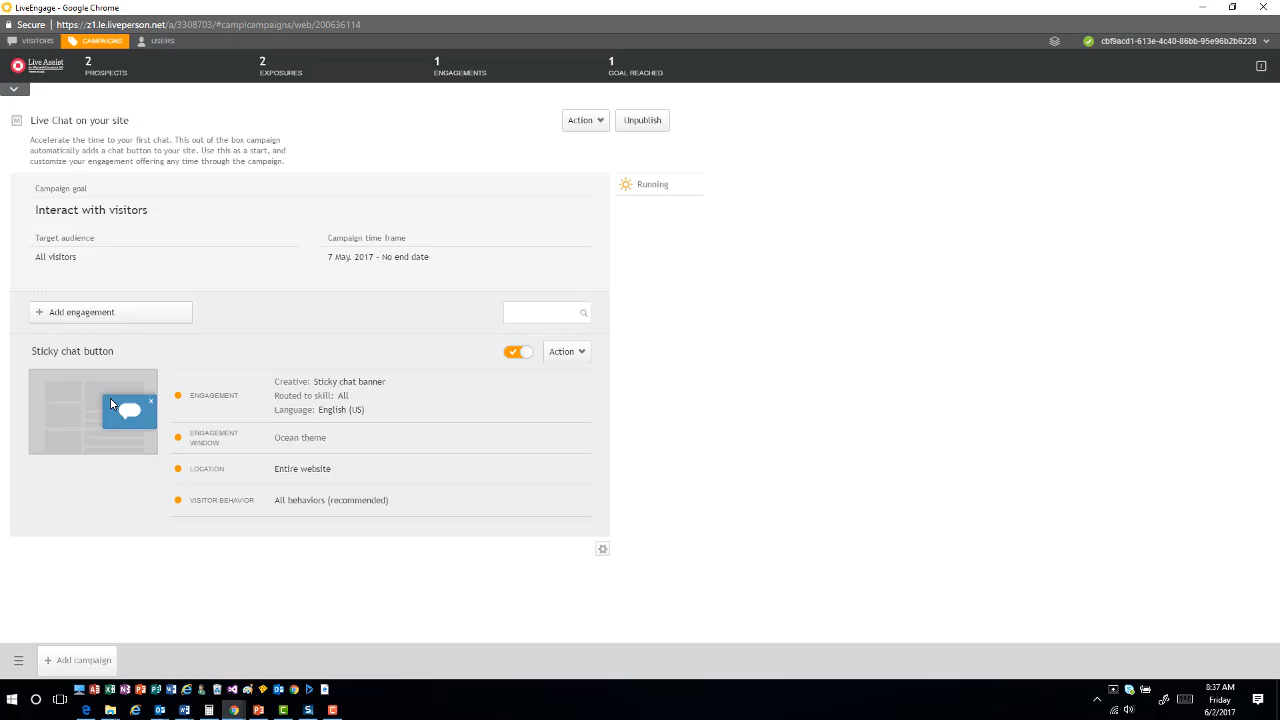 LiveEngage - Google Chrome
Secure https://z1.le.liveperson.net/a/3308703/#camp!campaigns/web/200636114
VISITORS CAMPAIGNS USERS cbf9acd1-613e-4c40-86bb-95e96b2b6228
Live Assist
2 PROSPECTS
2 EXPOSURES
1 ENGAGEMENTS
1 GOAL REACHED
Live Chat on your site
Action
Unpublish
Accelerate the time to your first chat. This out of the box campaign
automatically adds a chat button to your site. Use this as a start, and
customize your engagement offering any time through the campaign.
Running
Campaign goal
Interact with visitors
Target audience
All visitors
Campaign time frame
7 May. 2017 - No end date
+ Add engagement
Sticky chat button
Action
ENGAGEMENT
Creative: Sticky chat banner
Routed to skill: All
Language: English (US)
ENGAGEMENT
WINDOW
Ocean theme
LOCATION
Entire website
VISITOR BEHAVIOR
All behaviors (recommended)
+ Add campaign
8:37 AM
Friday
6/2/2017